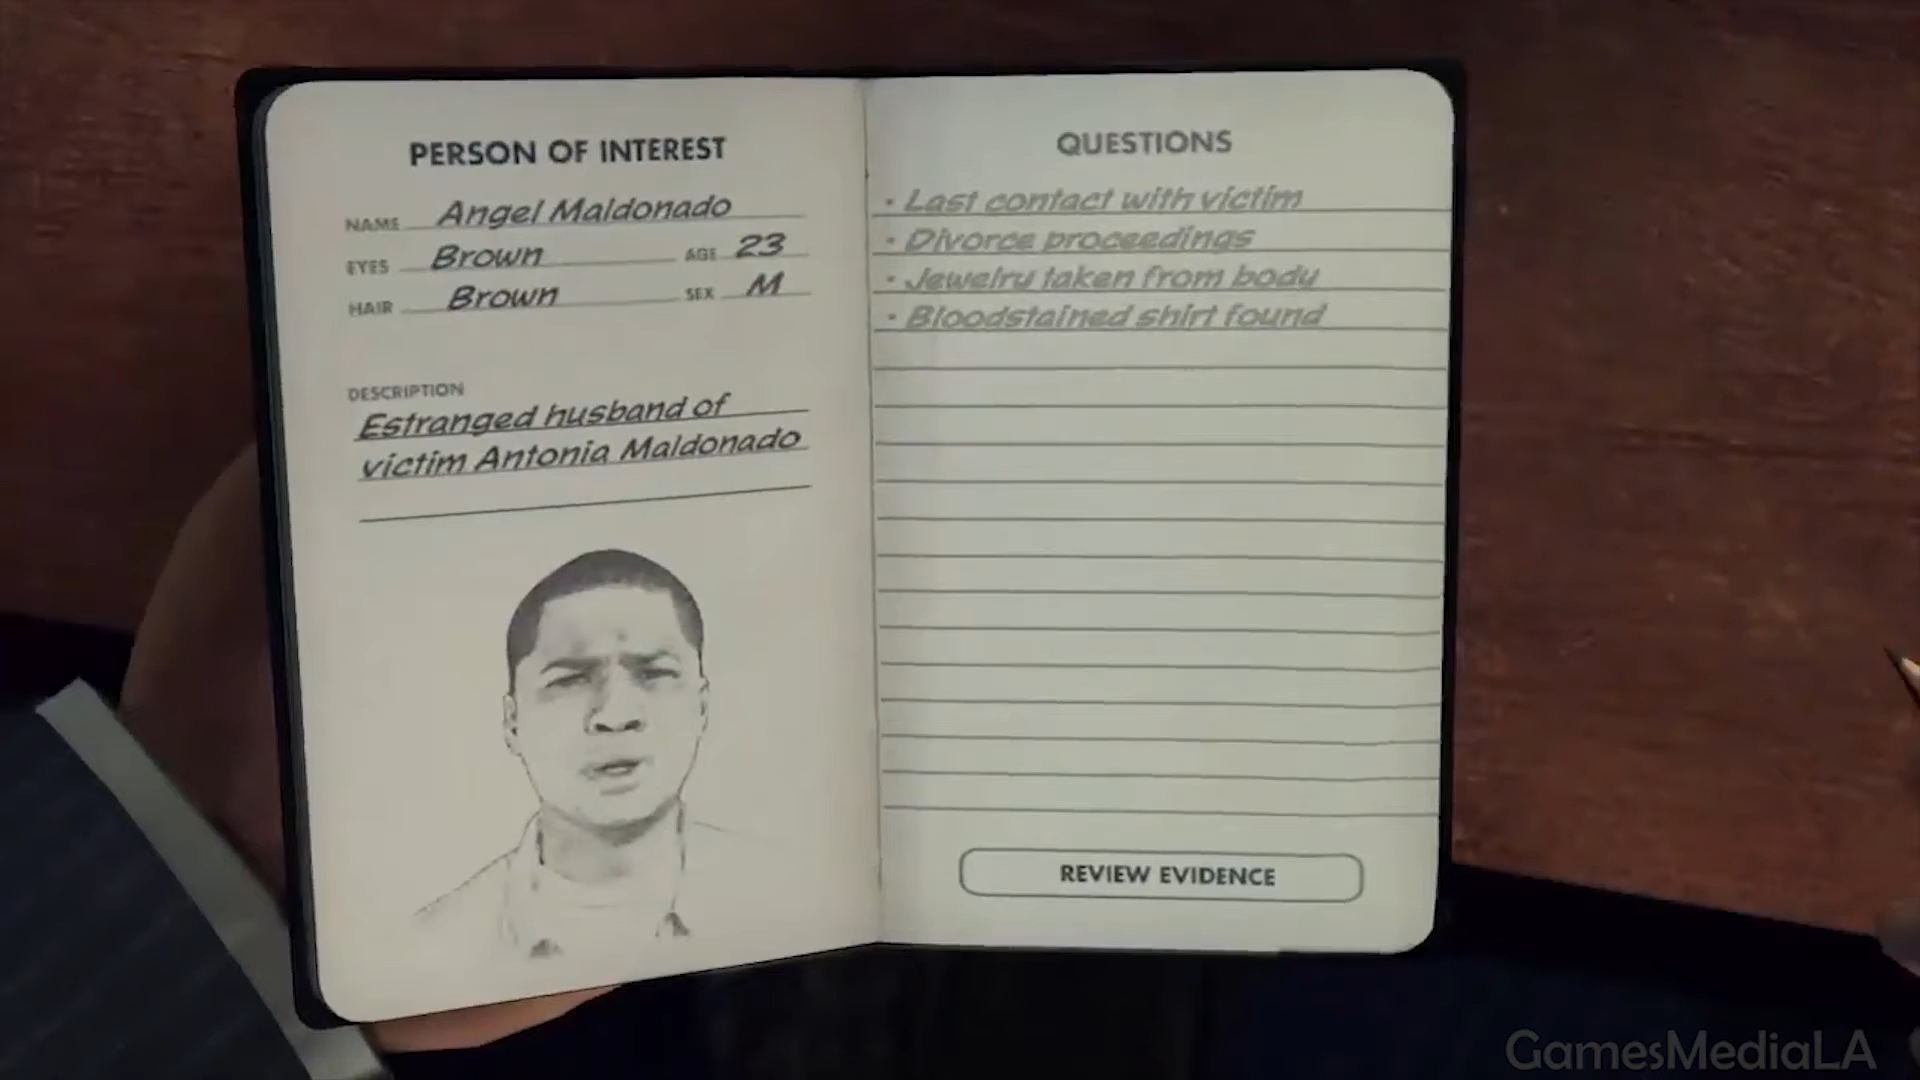 PERSON OF INTEREST
NAME Angel Maldonado
EYES Brown AGE 23
HAIR Brown SEX M
DESCRIPTION
Estranged husband of
victim Antonia Maldonado
QUESTIONS
· Last contact with victim
· Divorce proceedings
· Jewelry taken from body
· Bloodstained shirt found
REVIEW EVIDENCE
GamesMediaLA